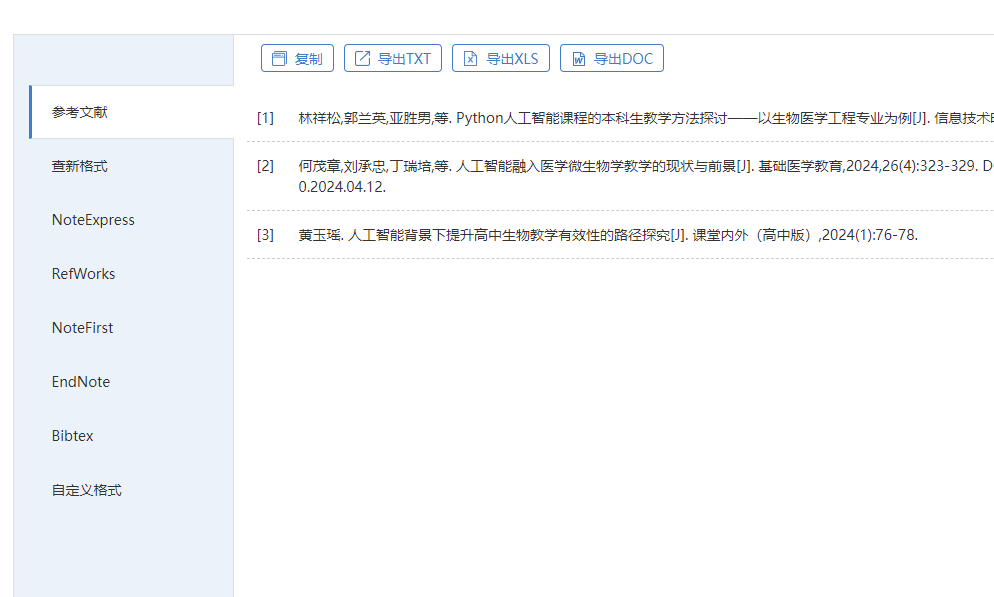 复制 导出TXT 导出XLS 导出DOC
参考文献
查新格式
NoteExpress
RefWorks
NoteFirst
EndNote
Bibtex
自定义格式
[1] 林祥松,郭兰英,亚胜男,等. Python人工智能课程的本科生教学方法探讨——以生物医学工程专业为例[J]. 信息技术
[2] 何茂章,刘承忠,丁瑞培,等. 人工智能融入医学微生物学教学的现状与前景[J]. 基础医学教育,2024,26(4):323-329. D
0.2024.04.12.
[3] 黄玉瑶. 人工智能背景下提升高中生物教学有效性的路径探究[J]. 课堂内外（高中版）,2024(1):76-78.